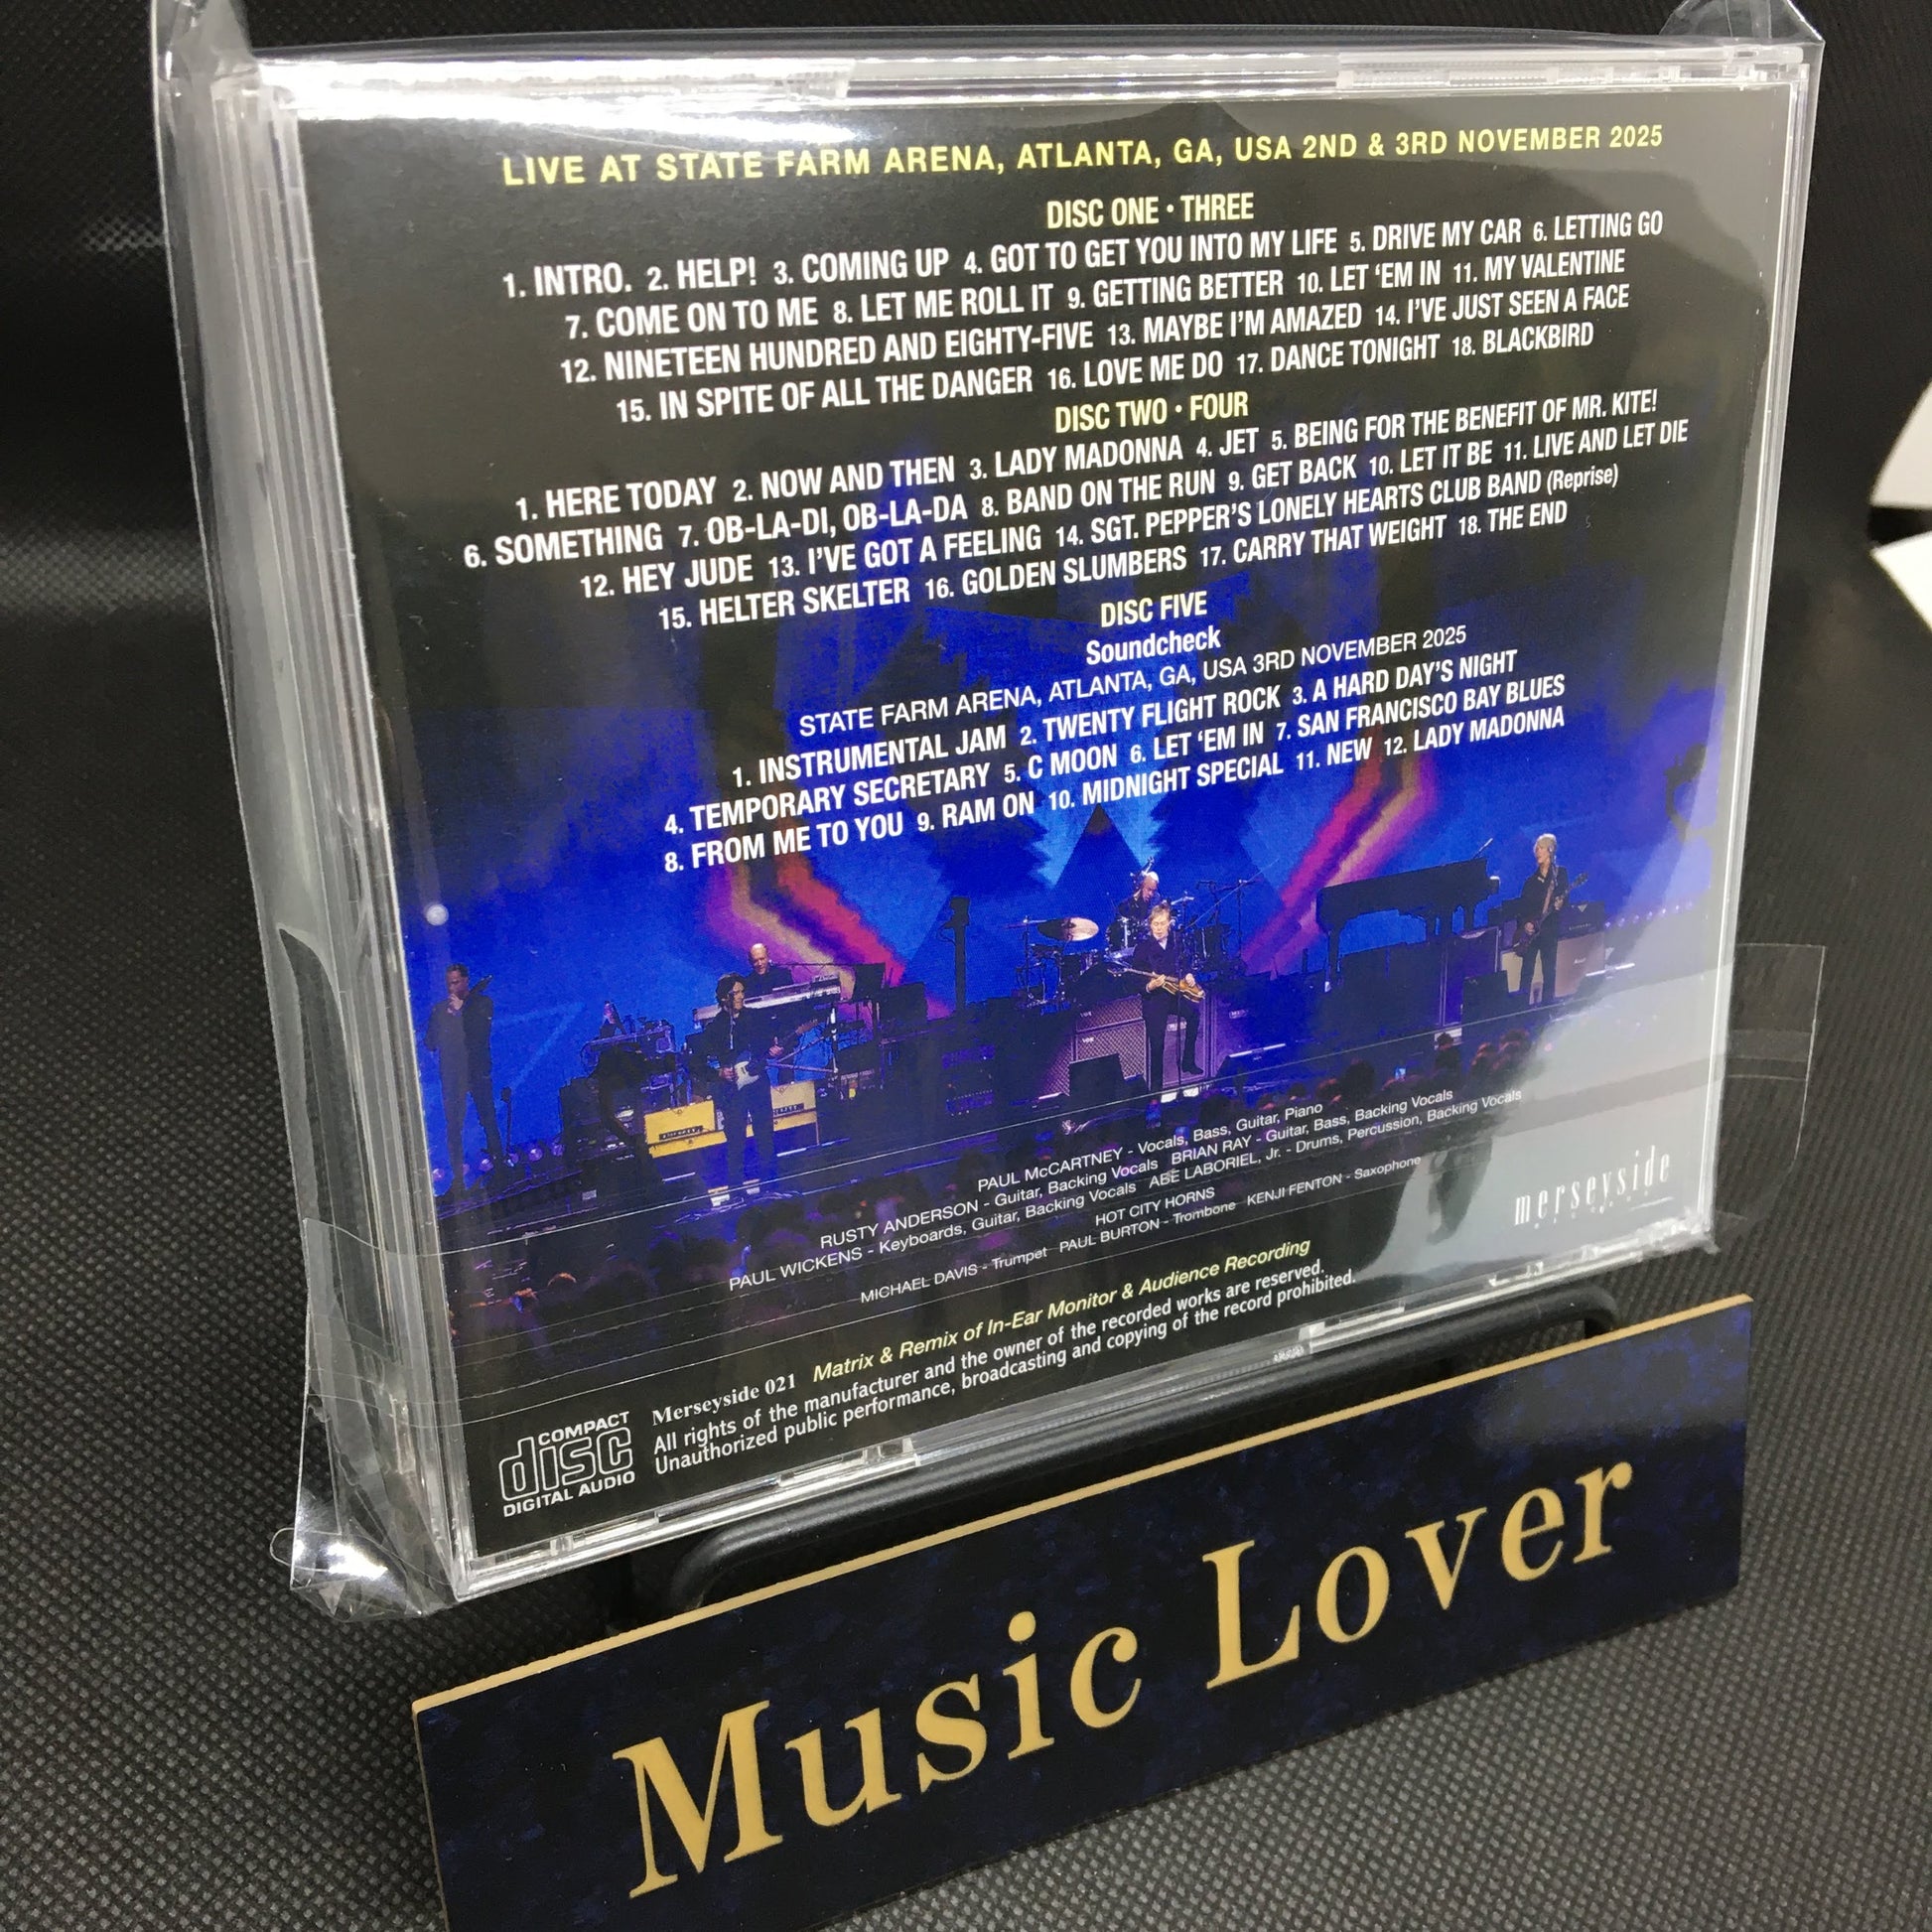 LIVE AT STATE FARM ARENA, ATLANTA, GA, USA 2ND & 3RD NOVEMBER 2025
DISC ONE • THREE
1. INTRO. 2. HELP! 3. COMING UP 4. GOT TO GET YOU INTO MY LIFE 5. DRIVE MY CAR 6. LETTING GO
7. COME ON TO ME 8. LET ME ROLL IT 9. GETTING BETTER 10. LET ‘EM IN 11. MY VALENTINE
12. NINETEEN HUNDRED AND EIGHTY-FIVE 13. MAYBE I’M AMAZED 14. I’VE JUST SEEN A FACE
15. IN SPITE OF ALL THE DANGER 16. LOVE ME DO 17. DANCE TONIGHT 18. BLACKBIRD
DISC TWO • FOUR
1. HERE TODAY 2. NOW AND THEN 3. LADY MADONNA 4. JET 5. BEING FOR THE BENEFIT OF MR. KITE!
6. SOMETHING 7. OB-LA-DI, OB-LA-DA 8. BAND ON THE RUN 9. GET BACK 10. LET IT BE 11. LIVE AND LET DIE
12. HEY JUDE 13. I’VE GOT A FEELING 14. SGT. PEPPER’S LONELY HEARTS CLUB BAND (Reprise)
15. HELTER SKELTER 16. GOLDEN SLUMBERS 17. CARRY THAT WEIGHT 18. THE END
DISC FIVE
Soundcheck
STATE FARM ARENA, ATLANTA, GA, USA 3RD NOVEMBER 2025
1. INSTRUMENTAL JAM 2. TWENTY FLIGHT ROCK 3. A HARD DAY’S NIGHT
4. TEMPORARY SECRETARY 5. C MOON 6. LET ‘EM IN 7. SAN FRANCISCO BAY BLUES
8. FROM ME TO YOU 9. RAM ON 10. MIDNIGHT SPECIAL 11. NEW 12. LADY MADONNA
PAUL McCARTNEY - Vocals, Bass, Guitar, Piano
RUSTY ANDERSON - Guitar, Backing Vocals BRIAN RAY - Guitar, Bass, Backing Vocals
PAUL WICKENS - Keyboards, Guitar, Backing Vocals ABE LABORIEL, Jr. - Drums, Percussion, Backing Vocals
HOT CITY HORNS
MICHAEL DAVIS - Trumpet PAUL BURTON - Trombone KENJI FENTON - Saxophone
merseyside
Merseyside 021 Matrix & Remix of In-Ear Monitor & Audience Recording
All rights of the manufacturer and the owner of the recorded works are reserved.
Unauthorized public performance, broadcasting and copying of the record prohibited.
COMPACT
disc
DIGITAL AUDIO
Music Lover